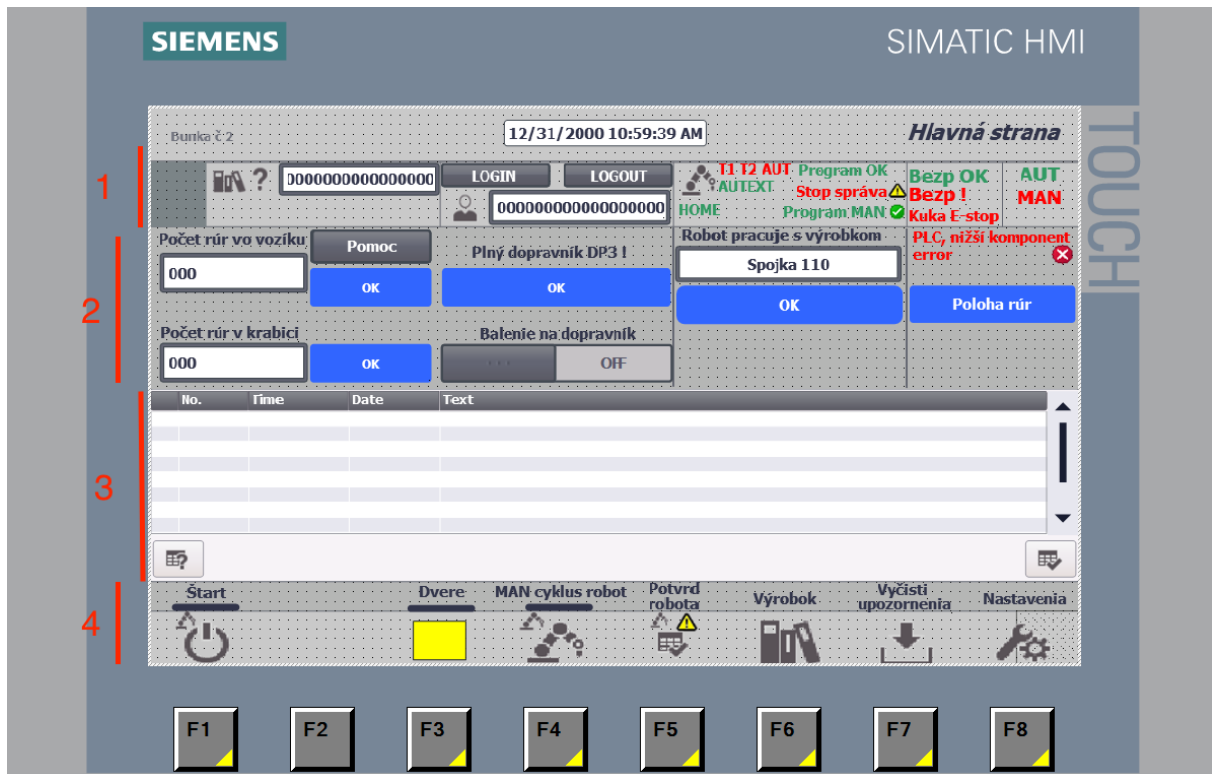 SIEMENS
SIMATIC HMI
TOUCH
Bunka č 2
12/31/2000 10:59:39 AM
Hlavná strana
1
?
0000000000000000
LOGIN
LOGOUT
000000000000000000
T1 T2 AUT
AUTEXT
HOME
Program OK
Stop správa
Program MAN
Bezp OK
Bezp !
Kuka E-stop
AUT
MAN
2
Počet rúr vo vozíku
000
Pomoc
OK
Počet rúr v krabici
000
OK
Plný dopravník DP3 !
OK
Balenie na dopravník
OFF
Robot pracuje s výrobkom
Spojka 110
OK
PLC, nižší komponent
error
Poloha rúr
3
No. Time Date Text
4
Štart
Dvere
MAN cyklus robot
Potvrd
robota
Výrobok
Vyčisti
upozornenia
Nastavenia
F1 F2 F3 F4 F5 F6 F7 F8